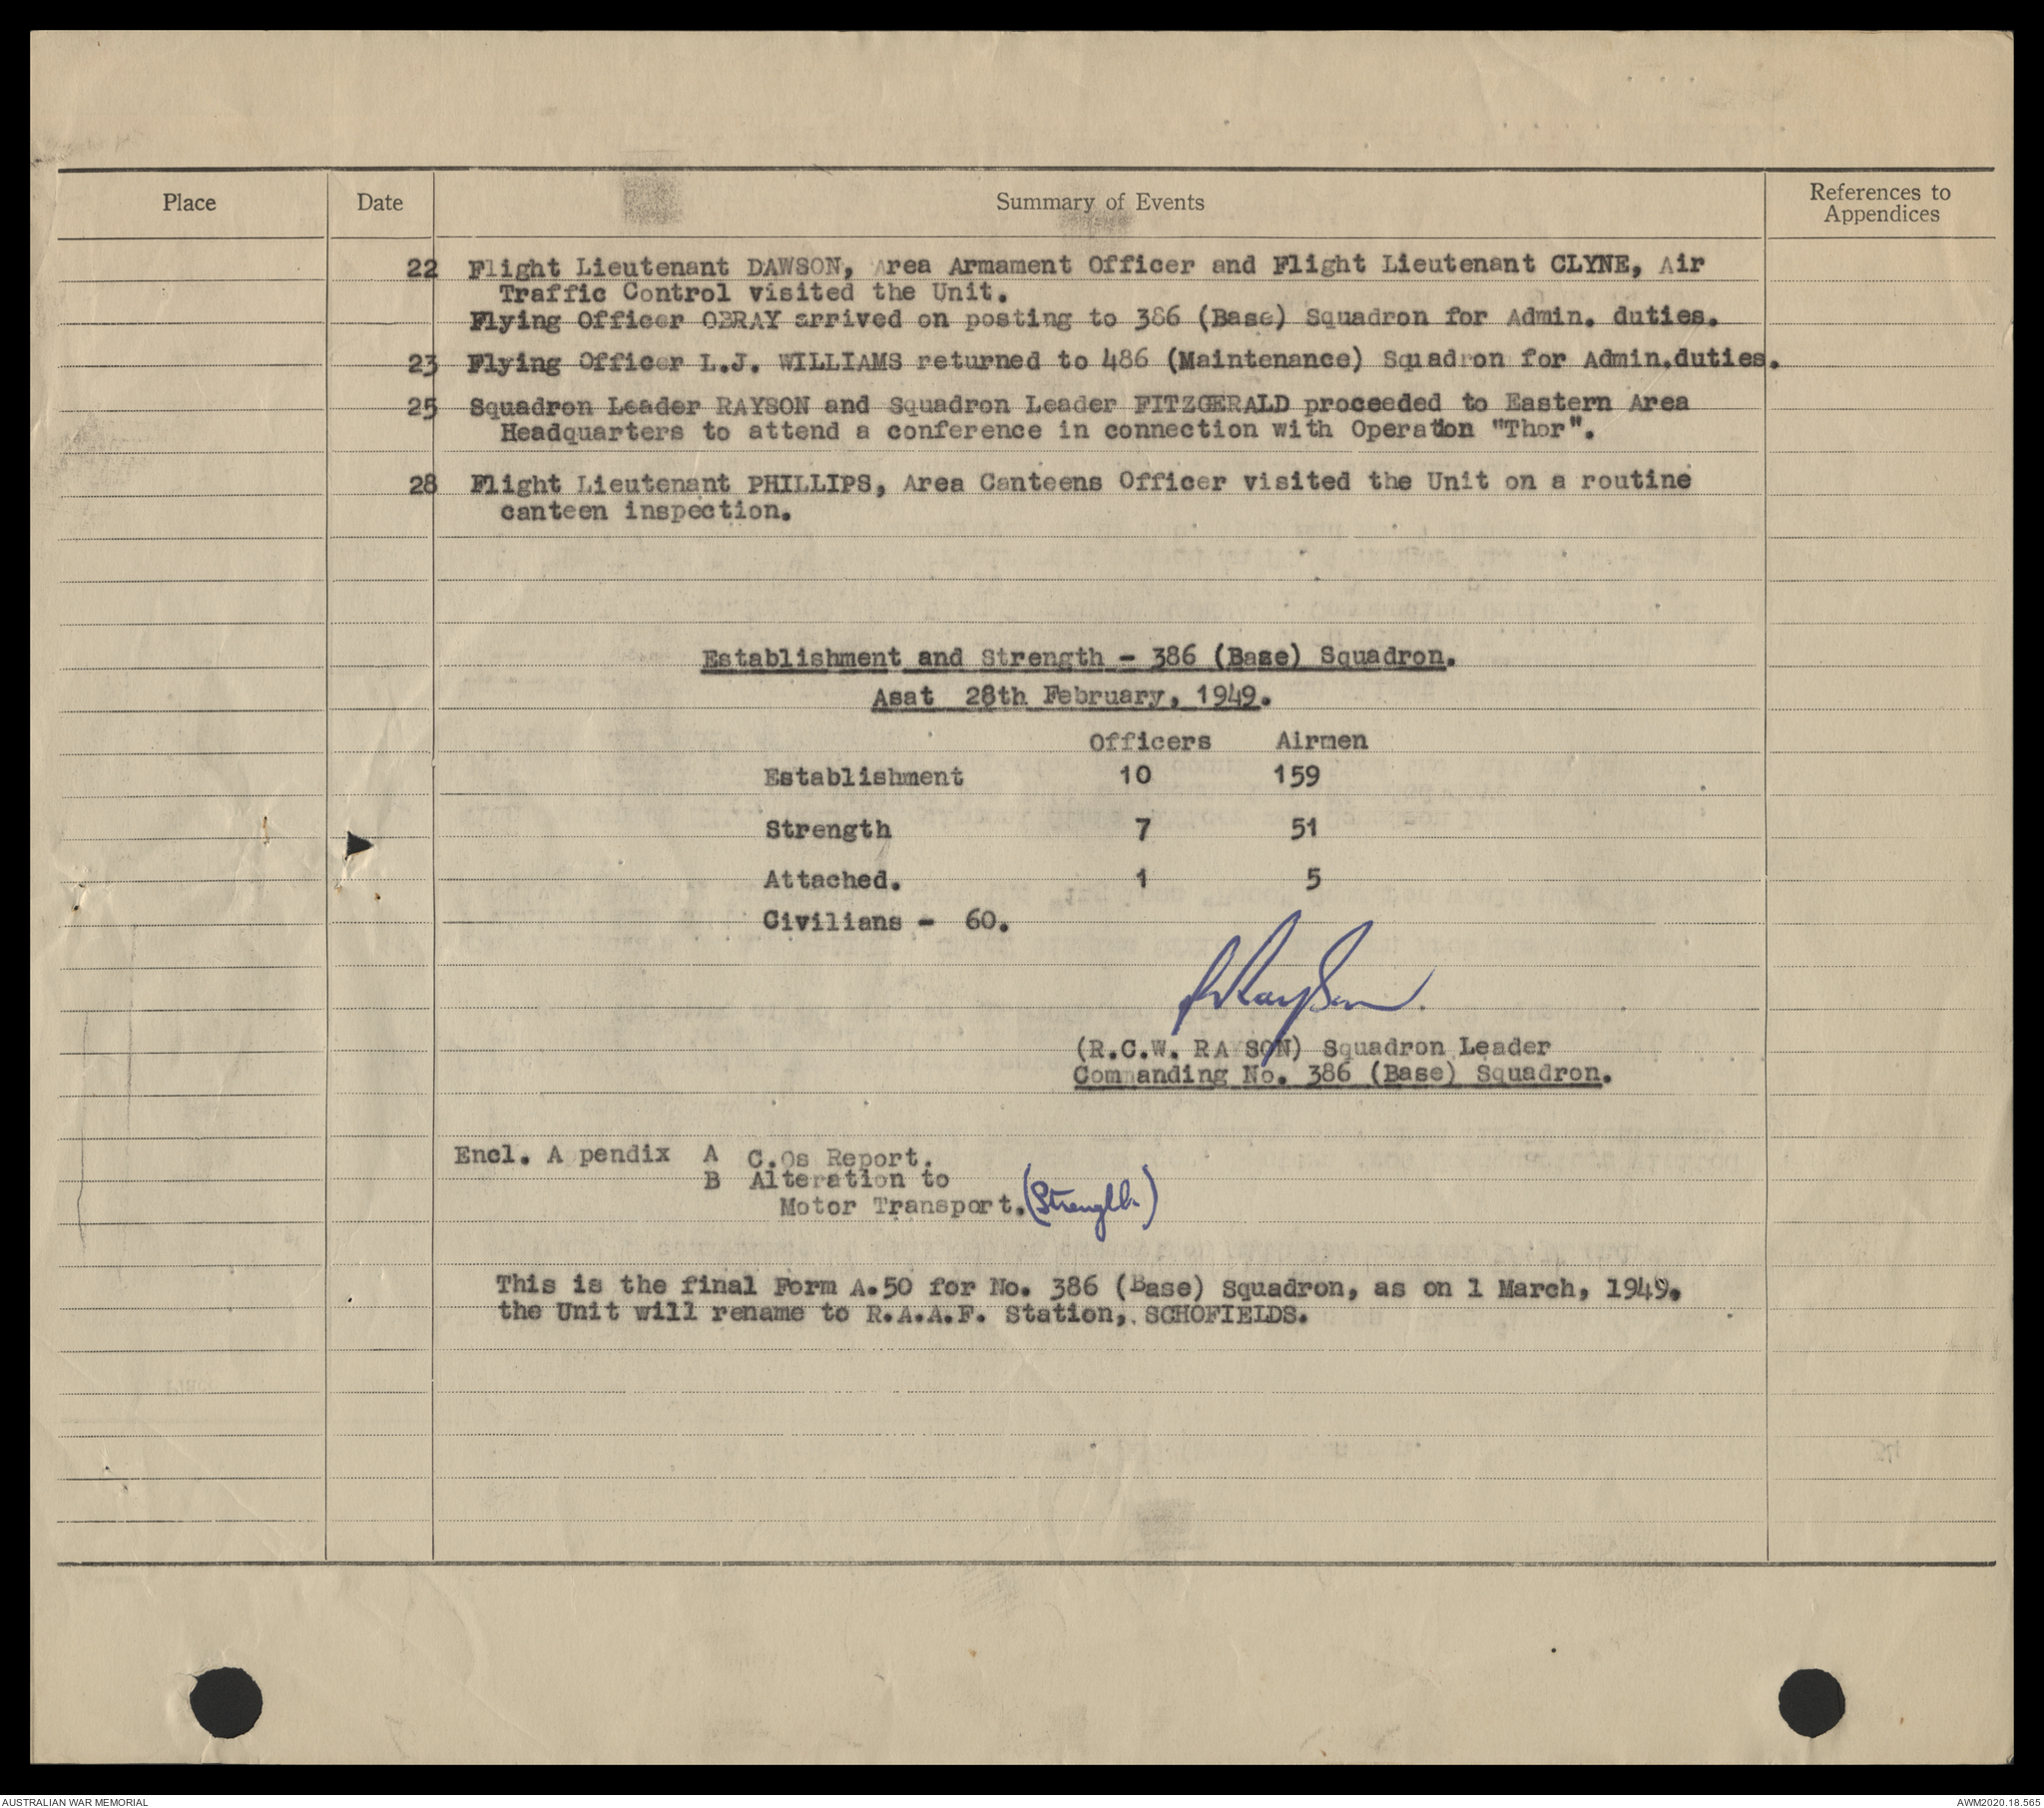 Place Date Summary of Events References to
Appendices
22 Flight Lieutenant DAWSON, Area Armament Officer and Flight Lieutenant CLYNE, Air
Traffic Control visited the Unit.
Flying Officer OBRAY arrived on posting to 386 (Base) Squadron for Admin. duties.
23 Flying Officer L.J. WILLIAMS returned to 486 (Maintenance) Squadron for Admin.duties.
25 Squadron Leader RAYSON and Squadron Leader FITZGERALD proceeded to Eastern Area
Headquarters to attend a conference in connection with Operation "Thor".
28 Flight Lieutenant PHILLIPS, Area Canteens Officer visited the Unit on a routine
canteen inspection.
Establishment and Strength - 386 (Base) Squadron.
Asat 28th February, 1949.
Officers Airmen
Establishment 10 159
Strength 7 51
Attached. 1 5
Civilians - 60.
(R.C.W. RAYSON) Squadron Leader
Commanding No. 386 (Base) Squadron.
Encl. A pendix A C.Os Report.
B Alteration to
Motor Transport. (Strength)
This is the final Form A.50 for No. 386 (Base) Squadron, as on 1 March, 1949.
the Unit will rename to R.A.A.F. Station, SCHOFIELDS.
AUSTRALIAN WAR MEMORIAL AWM2020.18.565